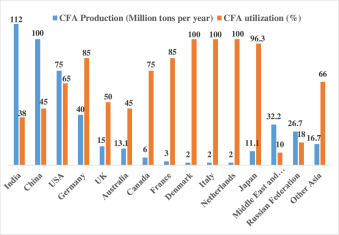 CFA Production (Million tons per year) CFA utilization (%)
112
38
100
45
75
65
40
85
15
50
13.1
45
6
75
3
85
2
100
2
100
2
100
11.1
96.3
32.2
10
26.7
18
16.7
66
India
China
USA
Germany
UK
Australia
Canada
France
Denmark
Italy
Netherlands
Japan
Middle East and…
Russian Federation
Other Asia